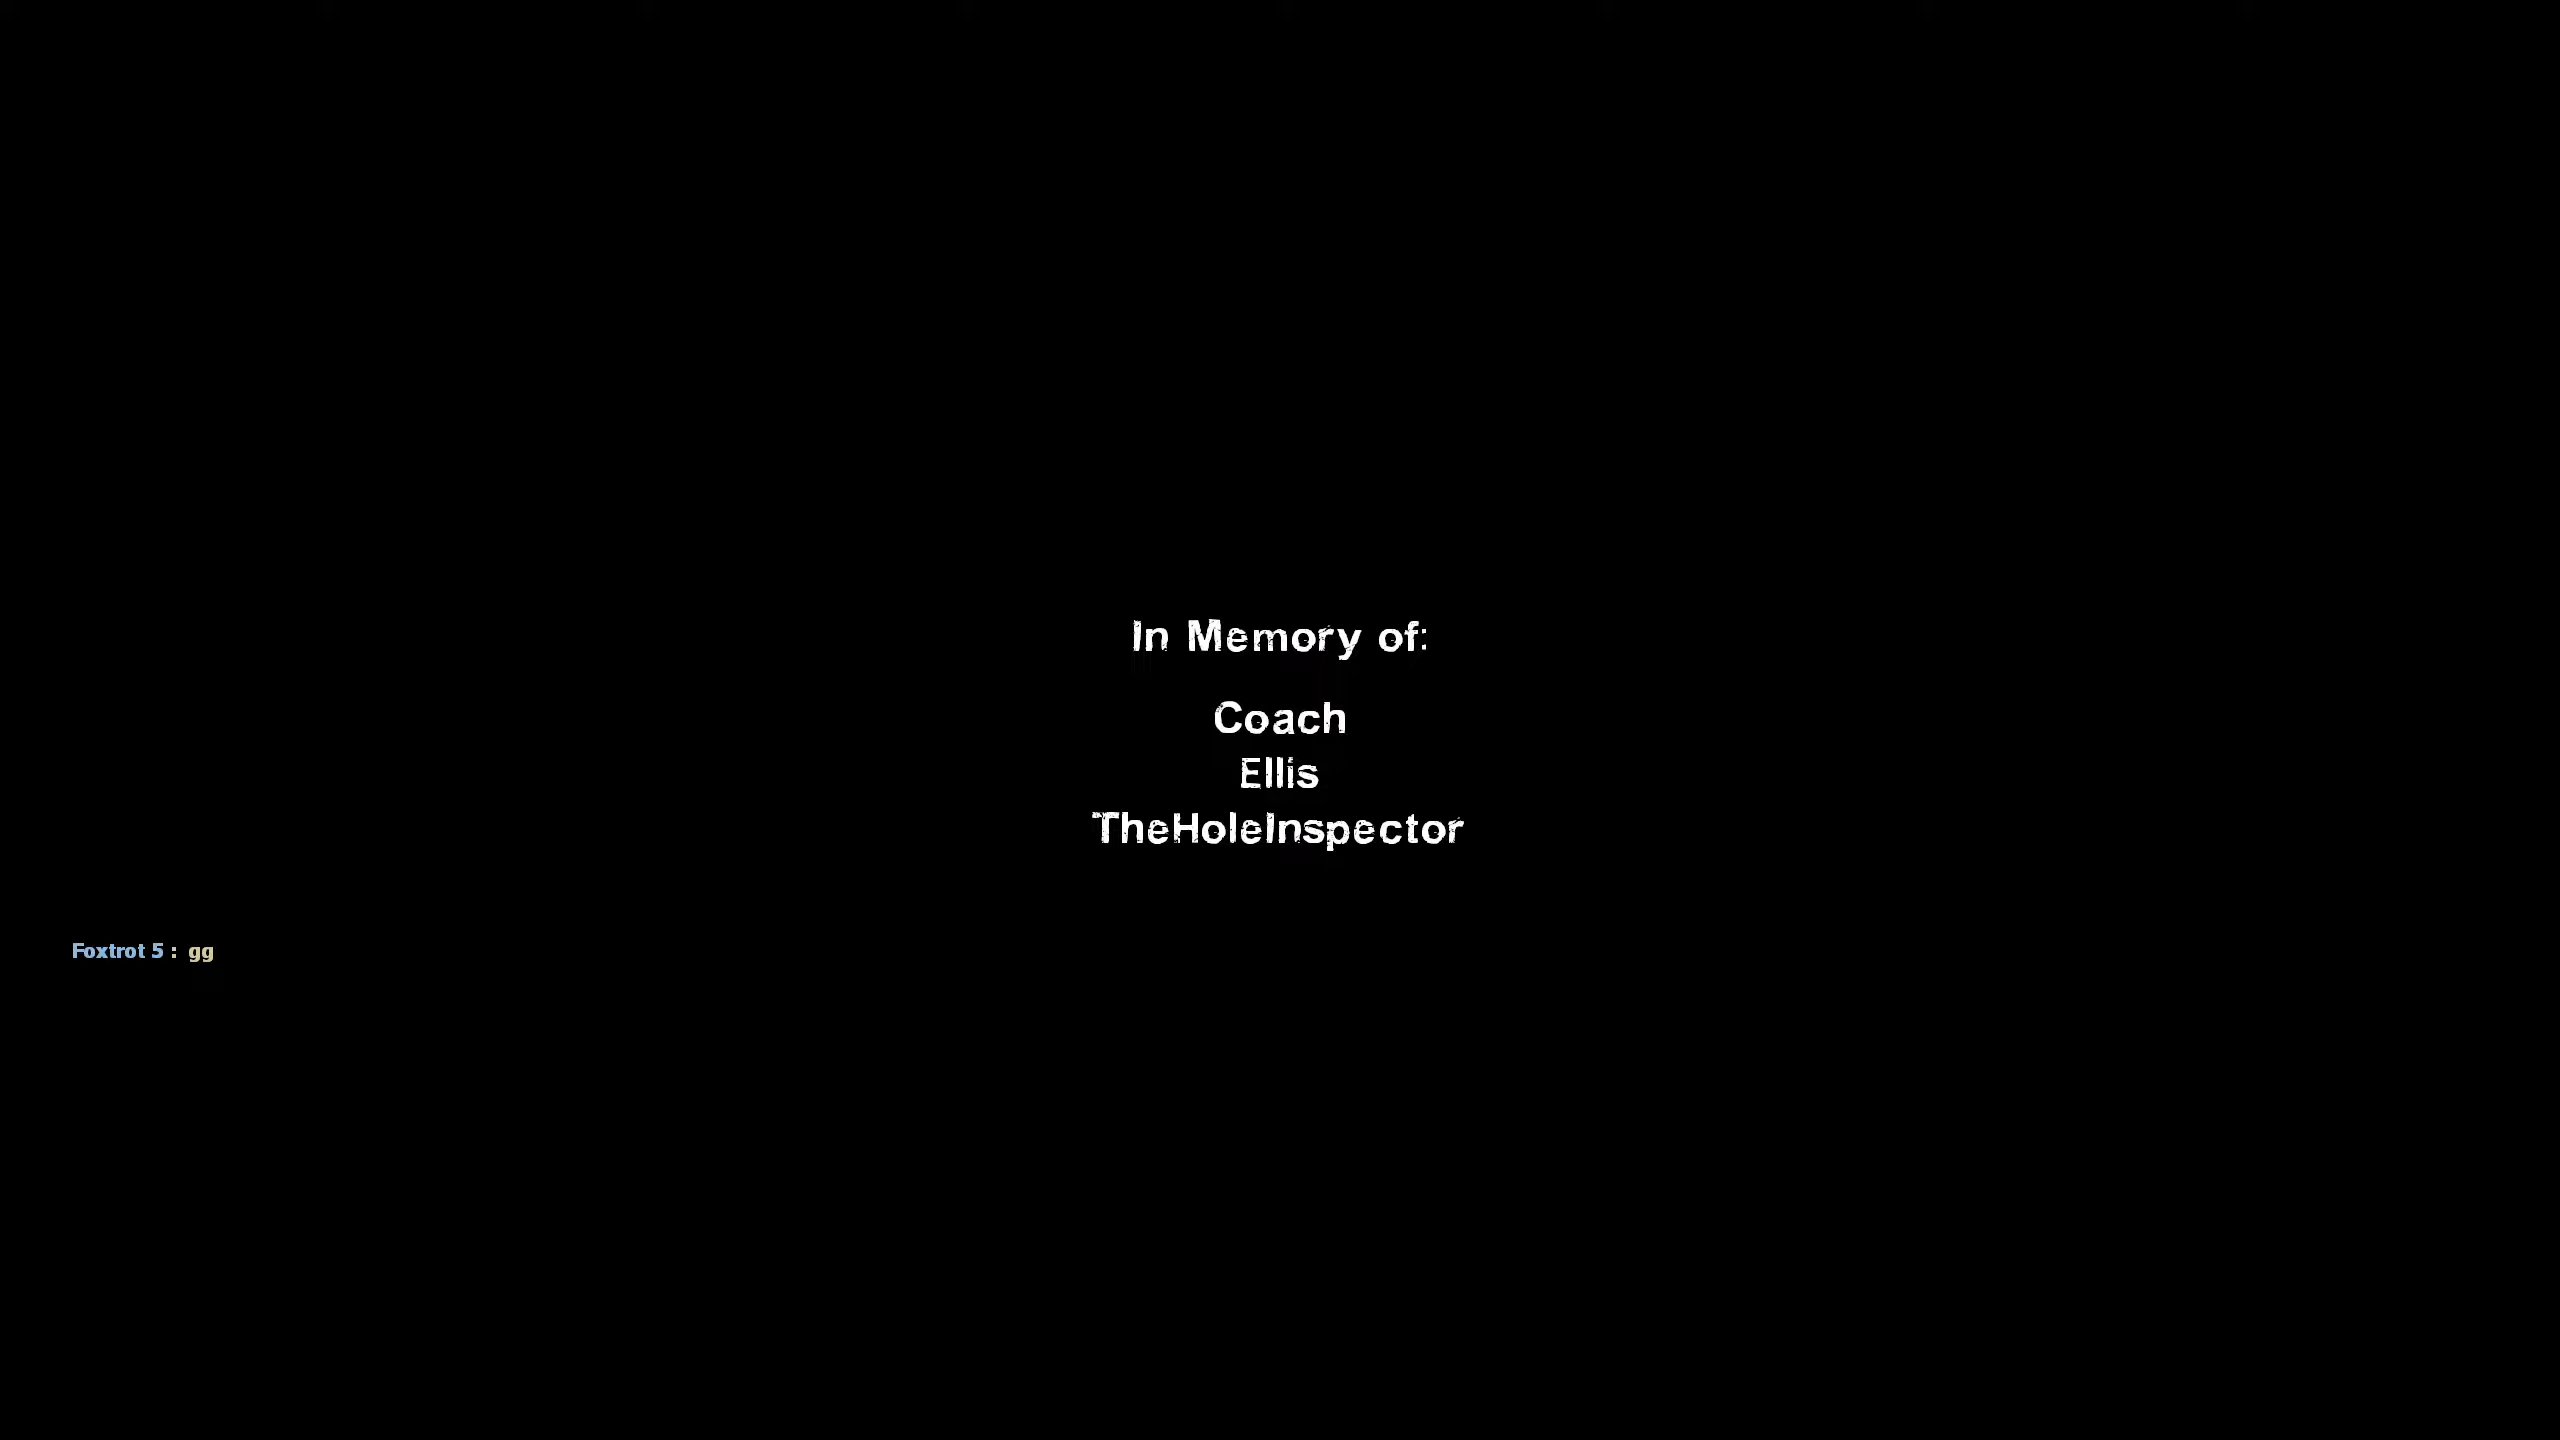 In Memory of:
Coach
Ellis
TheHoleInspector
Foxtrot 5 : gg